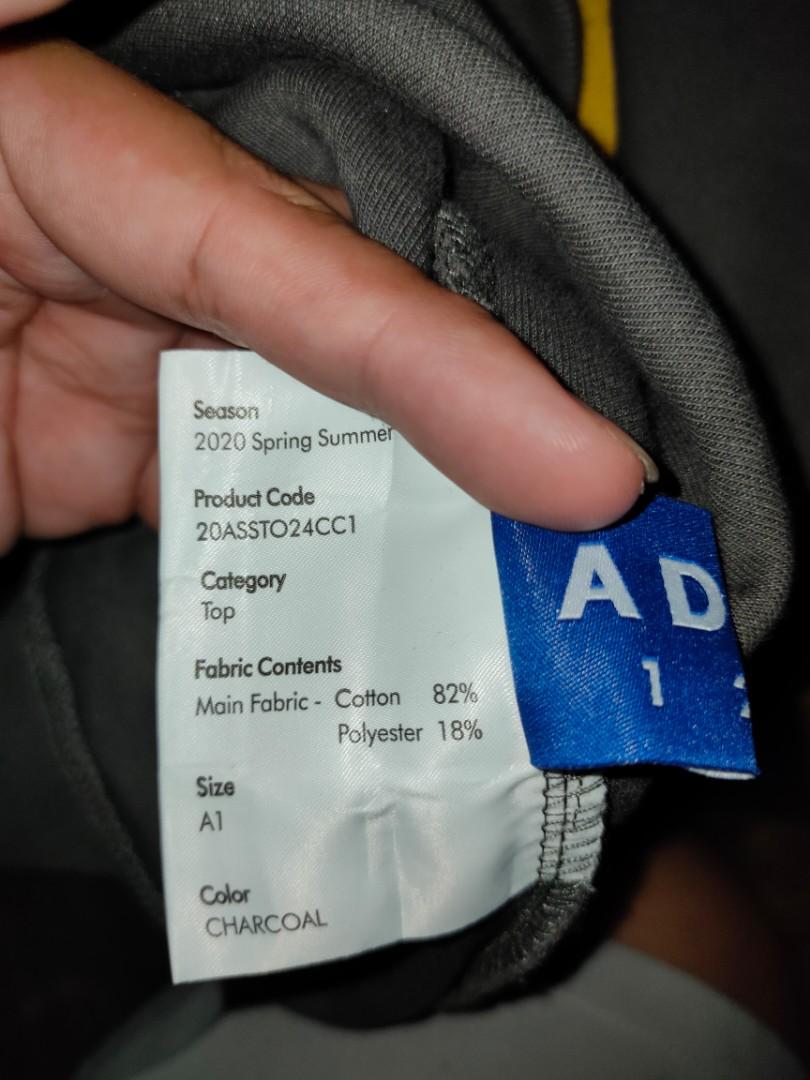 Season
2020 Spring Summer
Product Code
20ASSTO24CC1
Category
Top
Fabric Contents
Main Fabric - Cotton 82%
Polyester 18%
Size
A1
Color
CHARCOAL
A D
1